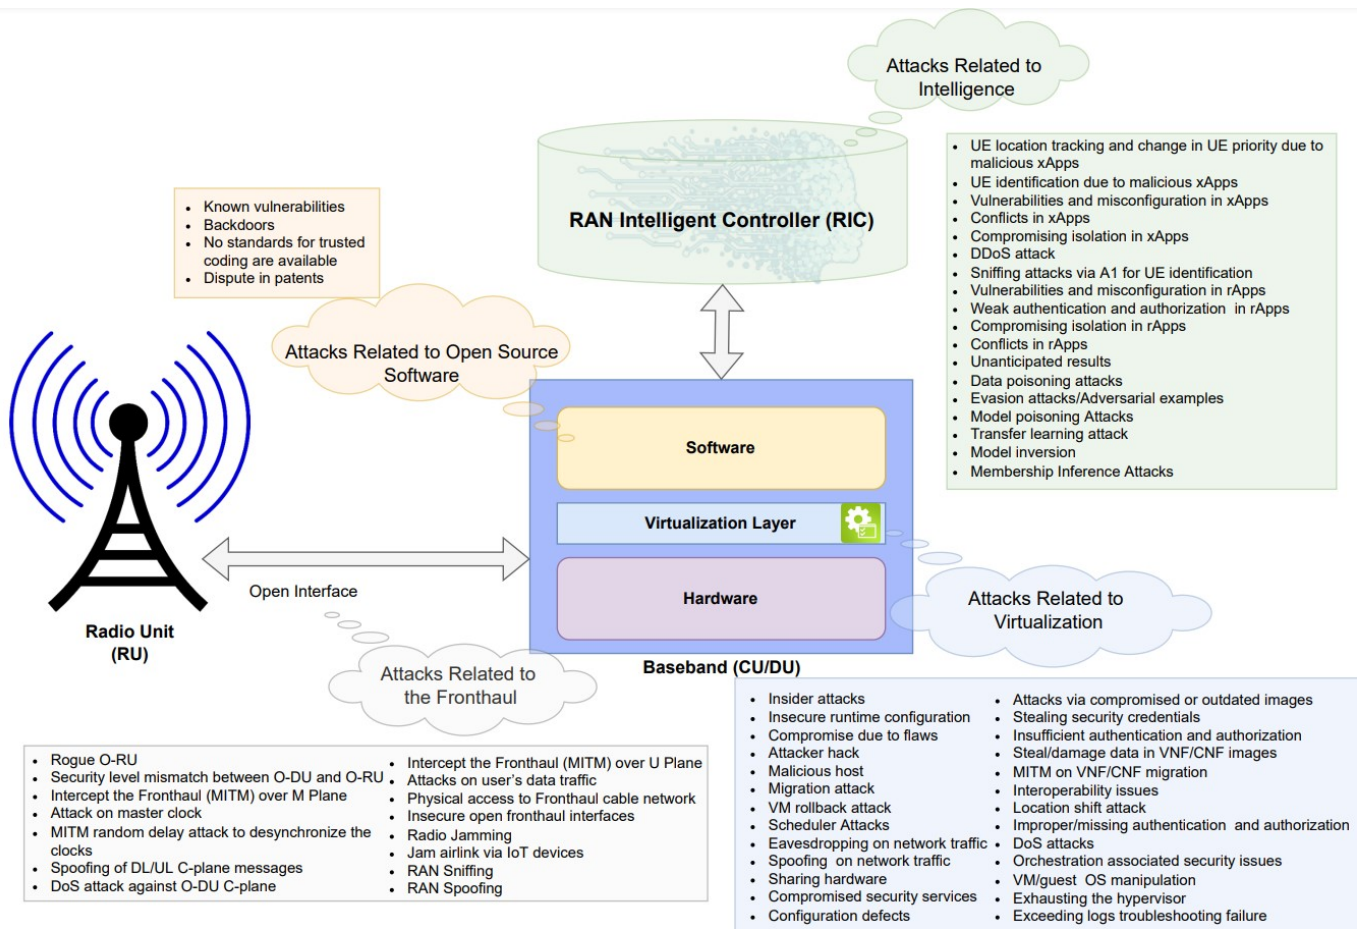 Attacks Related to
Intelligence
• UE location tracking and change in UE priority due to
malicious xApps
• UE identification due to malicious xApps
• Vulnerabilities and misconfiguration in xApps
• Conflicts in xApps
• Compromising isolation in xApps
• DDoS attack
• Sniffing attacks via A1 for UE identification
• Vulnerabilities and misconfiguration in rApps
• Weak authentication and authorization in rApps
• Compromising isolation in rApps
• Conflicts in rApps
• Unanticipated results
• Data poisoning attacks
• Evasion attacks/Adversarial examples
• Model poisoning Attacks
• Transfer learning attack
• Model inversion
• Membership Inference Attacks
RAN Intelligent Controller (RIC)
• Known vulnerabilities
• Backdoors
• No standards for trusted
coding are available
• Dispute in patents
Attacks Related to Open Source
Software
Software
Virtualization Layer
Hardware
Baseband (CU/DU)
Open Interface
Radio Unit
(RU)
Attacks Related to
the Fronthaul
Attacks Related to
Virtualization
• Rogue O-RU
• Security level mismatch between O-DU and O-RU
• Intercept the Fronthaul (MITM) over M Plane
• Attack on master clock
• MITM random delay attack to desynchronize the
clocks
• Spoofing of DL/UL C-plane messages
• DoS attack against O-DU C-plane
• Intercept the Fronthaul (MITM) over U Plane
• Attacks on user's data traffic
• Physical access to Fronthaul cable network
• Insecure open fronthaul interfaces
• Radio Jamming
• Jam airlink via IoT devices
• RAN Sniffing
• RAN Spoofing
• Insider attacks
• Insecure runtime configuration
• Compromise due to flaws
• Attacker hack
• Malicious host
• Migration attack
• VM rollback attack
• Scheduler Attacks
• Eavesdropping on network traffic
• Spoofing on network traffic
• Sharing hardware
• Compromised security services
• Configuration defects
• Attacks via compromised or outdated images
• Stealing security credentials
• Insufficient authentication and authorization
• Steal/damage data in VNF/CNF images
• MITM on VNF/CNF migration
• Interoperability issues
• Location shift attack
• Improper/missing authentication and authorization
• DoS attacks
• Orchestration associated security issues
• VM/guest OS manipulation
• Exhausting the hypervisor
• Exceeding logs troubleshooting failure